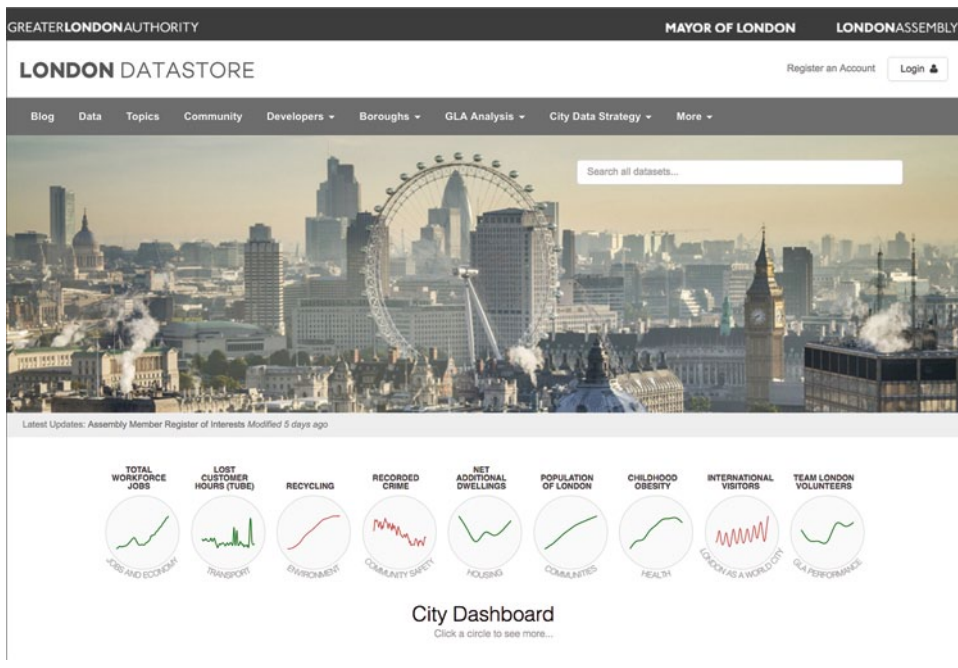 GREATERLONDONAUTHORITY
MAYOR OF LONDON
LONDONASSEMBLY
LONDON DATASTORE
Register an Account
Login
Blog
Data
Topics
Community
Developers
Boroughs
GLA Analysis
City Data Strategy
More
Search all datasets...
Latest Updates: Assembly Member Register of Interests Modified 5 days ago
TOTAL
WORKFORCE
JOBS
JOBS AND ECONOMY
LOST
CUSTOMER
HOURS (TUBE)
TRANSPORT
RECYCLING
ENVIRONMENT
RECORDED
CRIME
COMMUNITY SAFETY
NET
ADDITIONAL
DWELLINGS
HOUSING
POPULATION
OF LONDON
COMMUNITIES
CHILDHOOD
OBESITY
HEALTH
INTERNATIONAL
VISITORS
LONDON AS A WORLD CITY
TEAM LONDON
VOLUNTEERS
GLA PERFORMANCE
City Dashboard
Click a circle to see more...